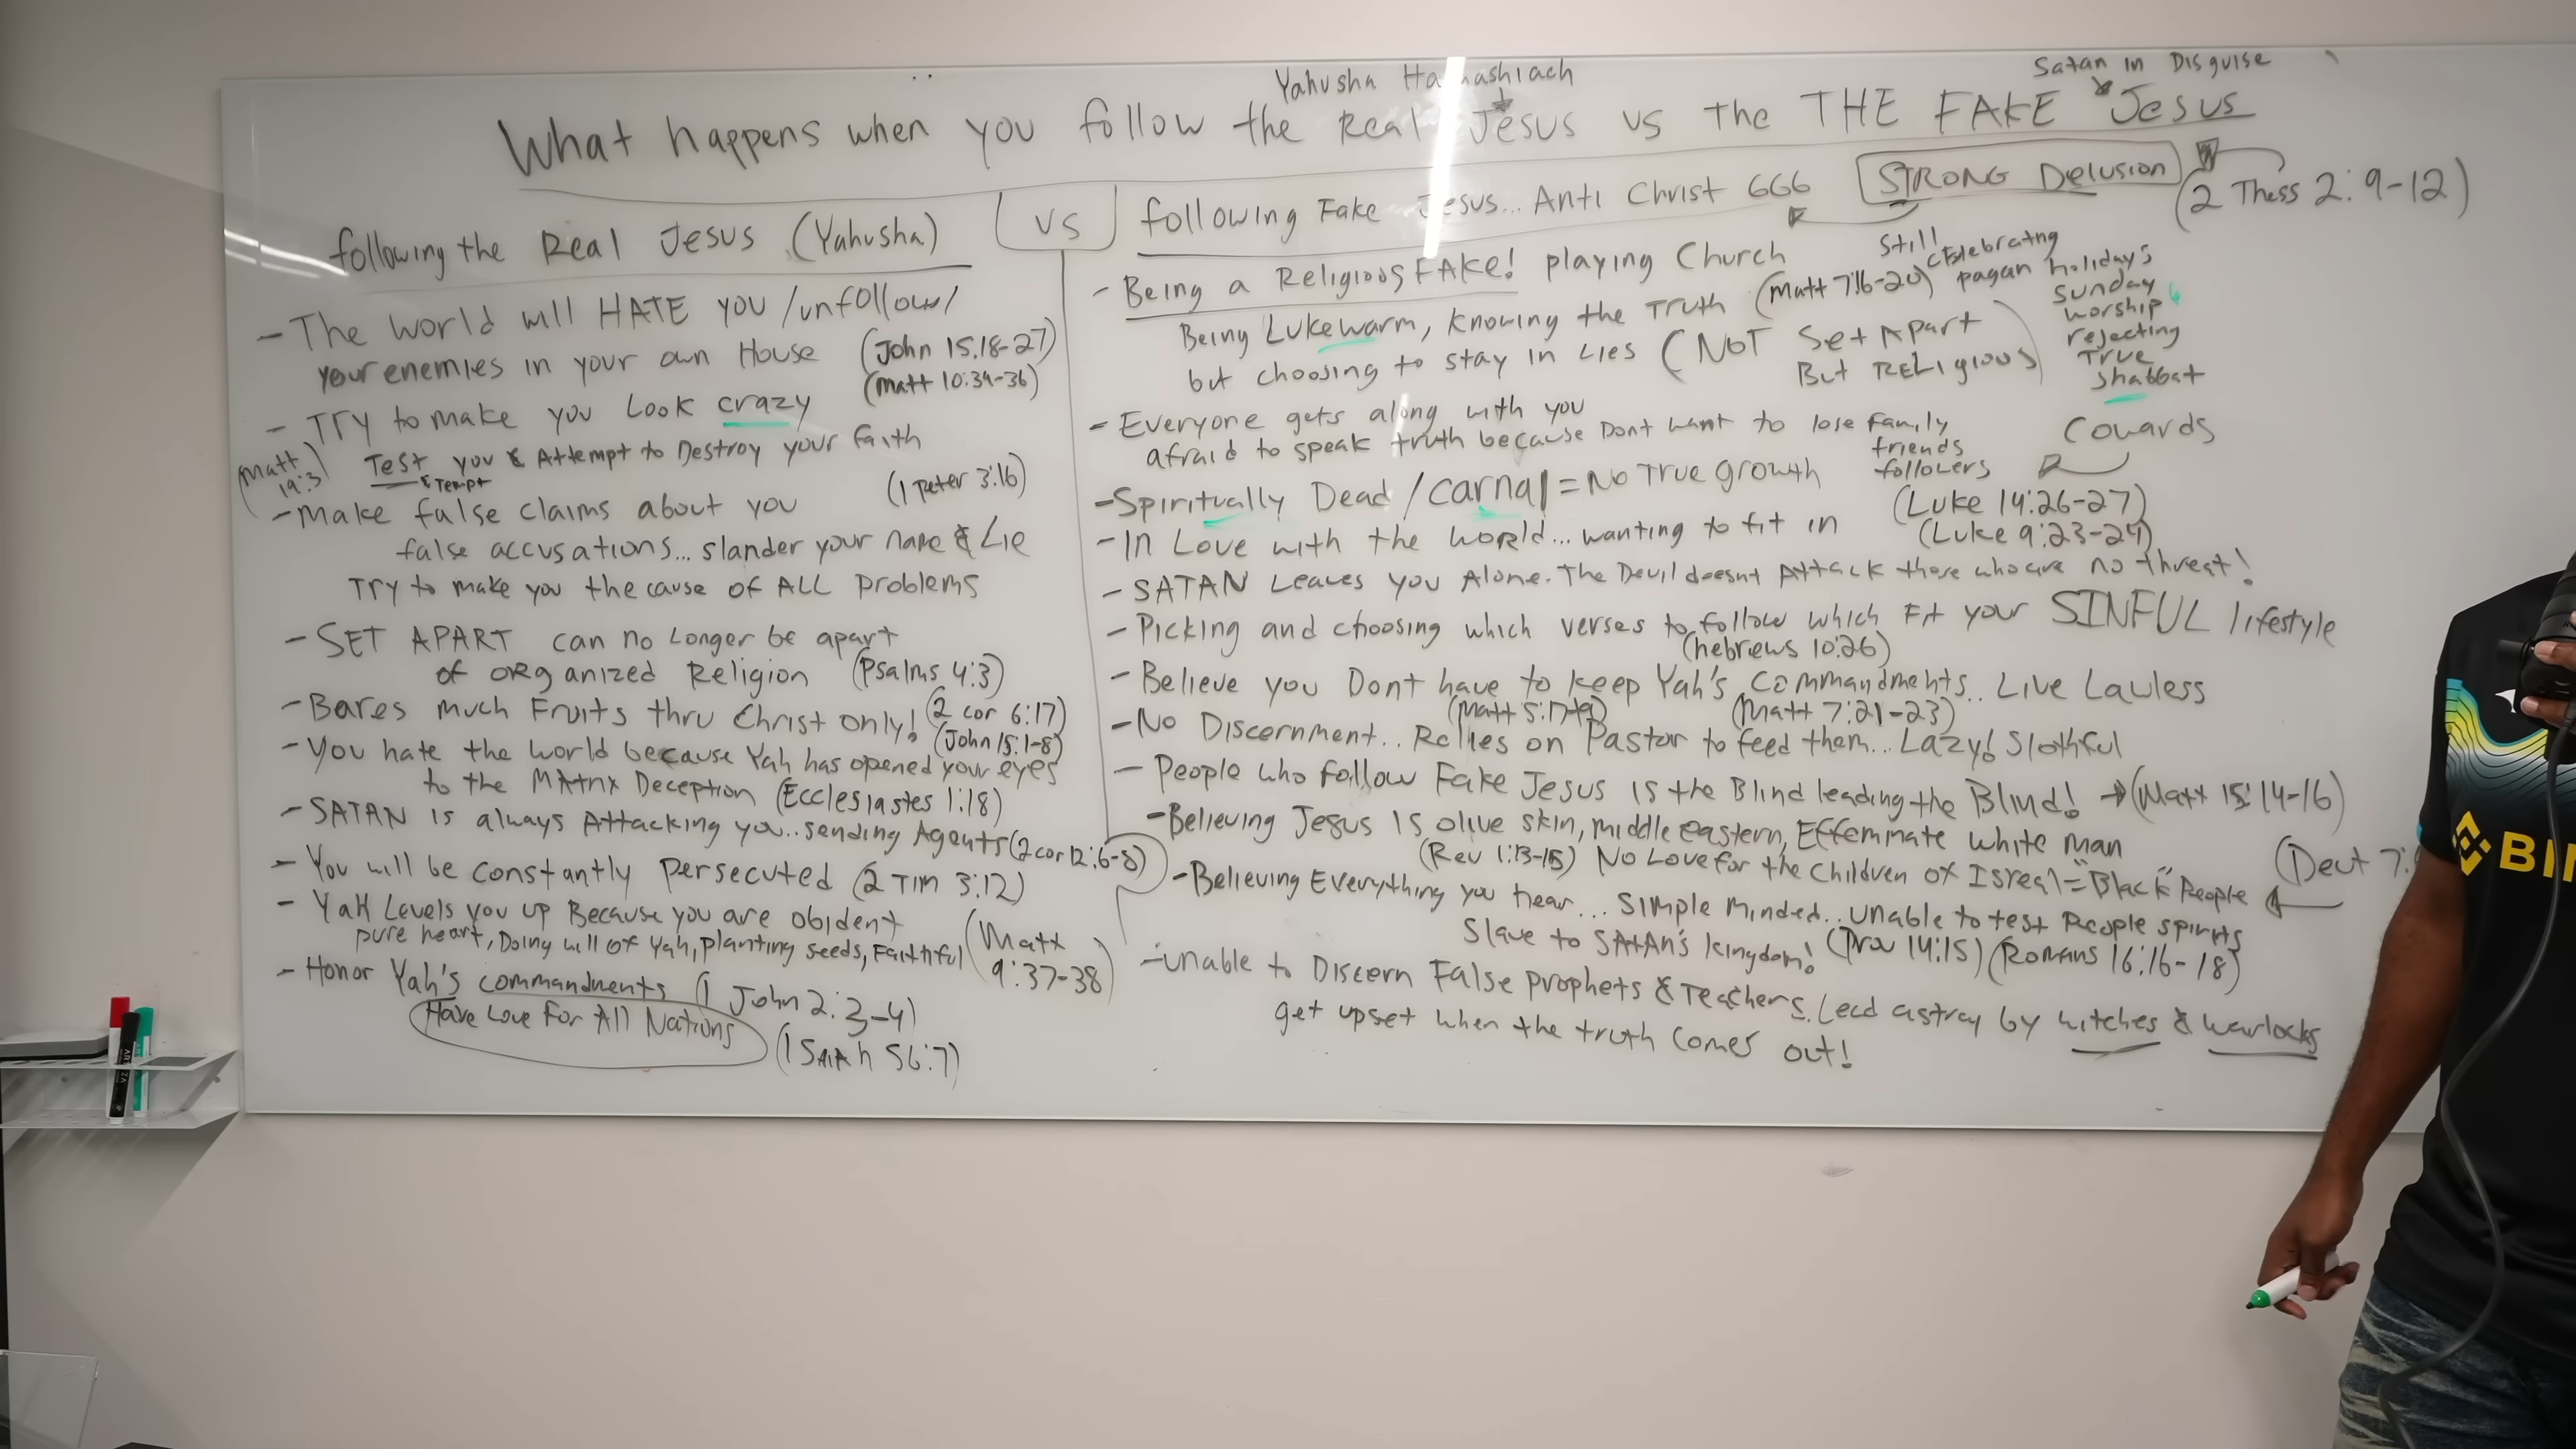 Yahusha Hamashiach
Satan in Disguise
What happens when you follow the Real Jesus vs The THE FAKE Jesus
following the Real Jesus (Yahusha)
vs
following Fake Jesus... Anti Christ 666
STRONG Delusion
(2 Thess 2:9-12)
- The world will HATE you /unfollow/
your enemies in your own House (John 15.18-27)
(Matt 10:34-36)
- TRY to make you Look crazy
(Matt 19:3) Test you & Attempt to Destroy your faith
& Tempt
- Make false claims about you (1 Peter 3:16)
false accusations... slander your name & Lie
TRY to make you the cause of ALL Problems
- SET APART can no Longer be apart
of ORganized Religion (Psalms 4:3)
- Bares much Fruits thru Christ only! (2 cor 6:17)
(John 15:1-8)
- You hate the world because Yah has opened your eyes
to the MAtrix Deception (Ecclesiastes 1:18)
- SATAN is always Attacking you.. sending Agents (2 cor 12:6-8)
- You will be constantly persecuted (2 TIM 3:12)
- YAH Levels you up Because you are obident
pure heart, Doing will of Yah, planting seeds, Faithful (Matt 9:37-38)
- Honor Yah's commandments (1 John 2:3-4)
Have Love For All Nations
(ISAIAh 56:7)
- Being a Religious FAKE! playing Church
(Matt 7:16-20)
still celebratng
pagan holiday's
Sunday
worship
rejecting
True
Shabbat
Being Lukewarm, knowing the Truth
but choosing to stay in Lies (NOT Set Apart
But RELigious)
- Everyone gets along with you
afraid to speak truth because Dont want to lose Family
friends
followers
Cowards
- Spiritually Dead / carnal = No True growth
(Luke 14:26-27)
- In Love with the world... wanting to fit in (Luke 9:23-24)
- SATAN Leaves you Alone. The Devil doesnt Attack those who are no threat!
- Picking and choosing which verses to follow which Fit your SINFUL lifestyle
(hebrews 10:26)
- Believe you Dont have to keep Yah's commandments.. Live Lawless
(Matt 5:17-19) (Matt 7:21-23)
- No Discernment.. Relies on Pastor to feed them... Lazy! Slothful
- People who follow Fake Jesus is the Blind leading the Blind! → (Matt 15:14-16)
- Believing Jesus is olive skin, middle eastern, Effeminate white man
(Rev 1:13-15) No Love for the children of Isreal = "Black" People
(Deut 7:
- Believing Everything you hear... Simple minded.. unable to test People spirits
Slave to SAtAn's kingdom! (Prov 14:15) (Romans 16:16-18)
- unable to Discern False prophets & Teachers. Lead astray by witches & warlocks
get upset when the truth comes out!
BI